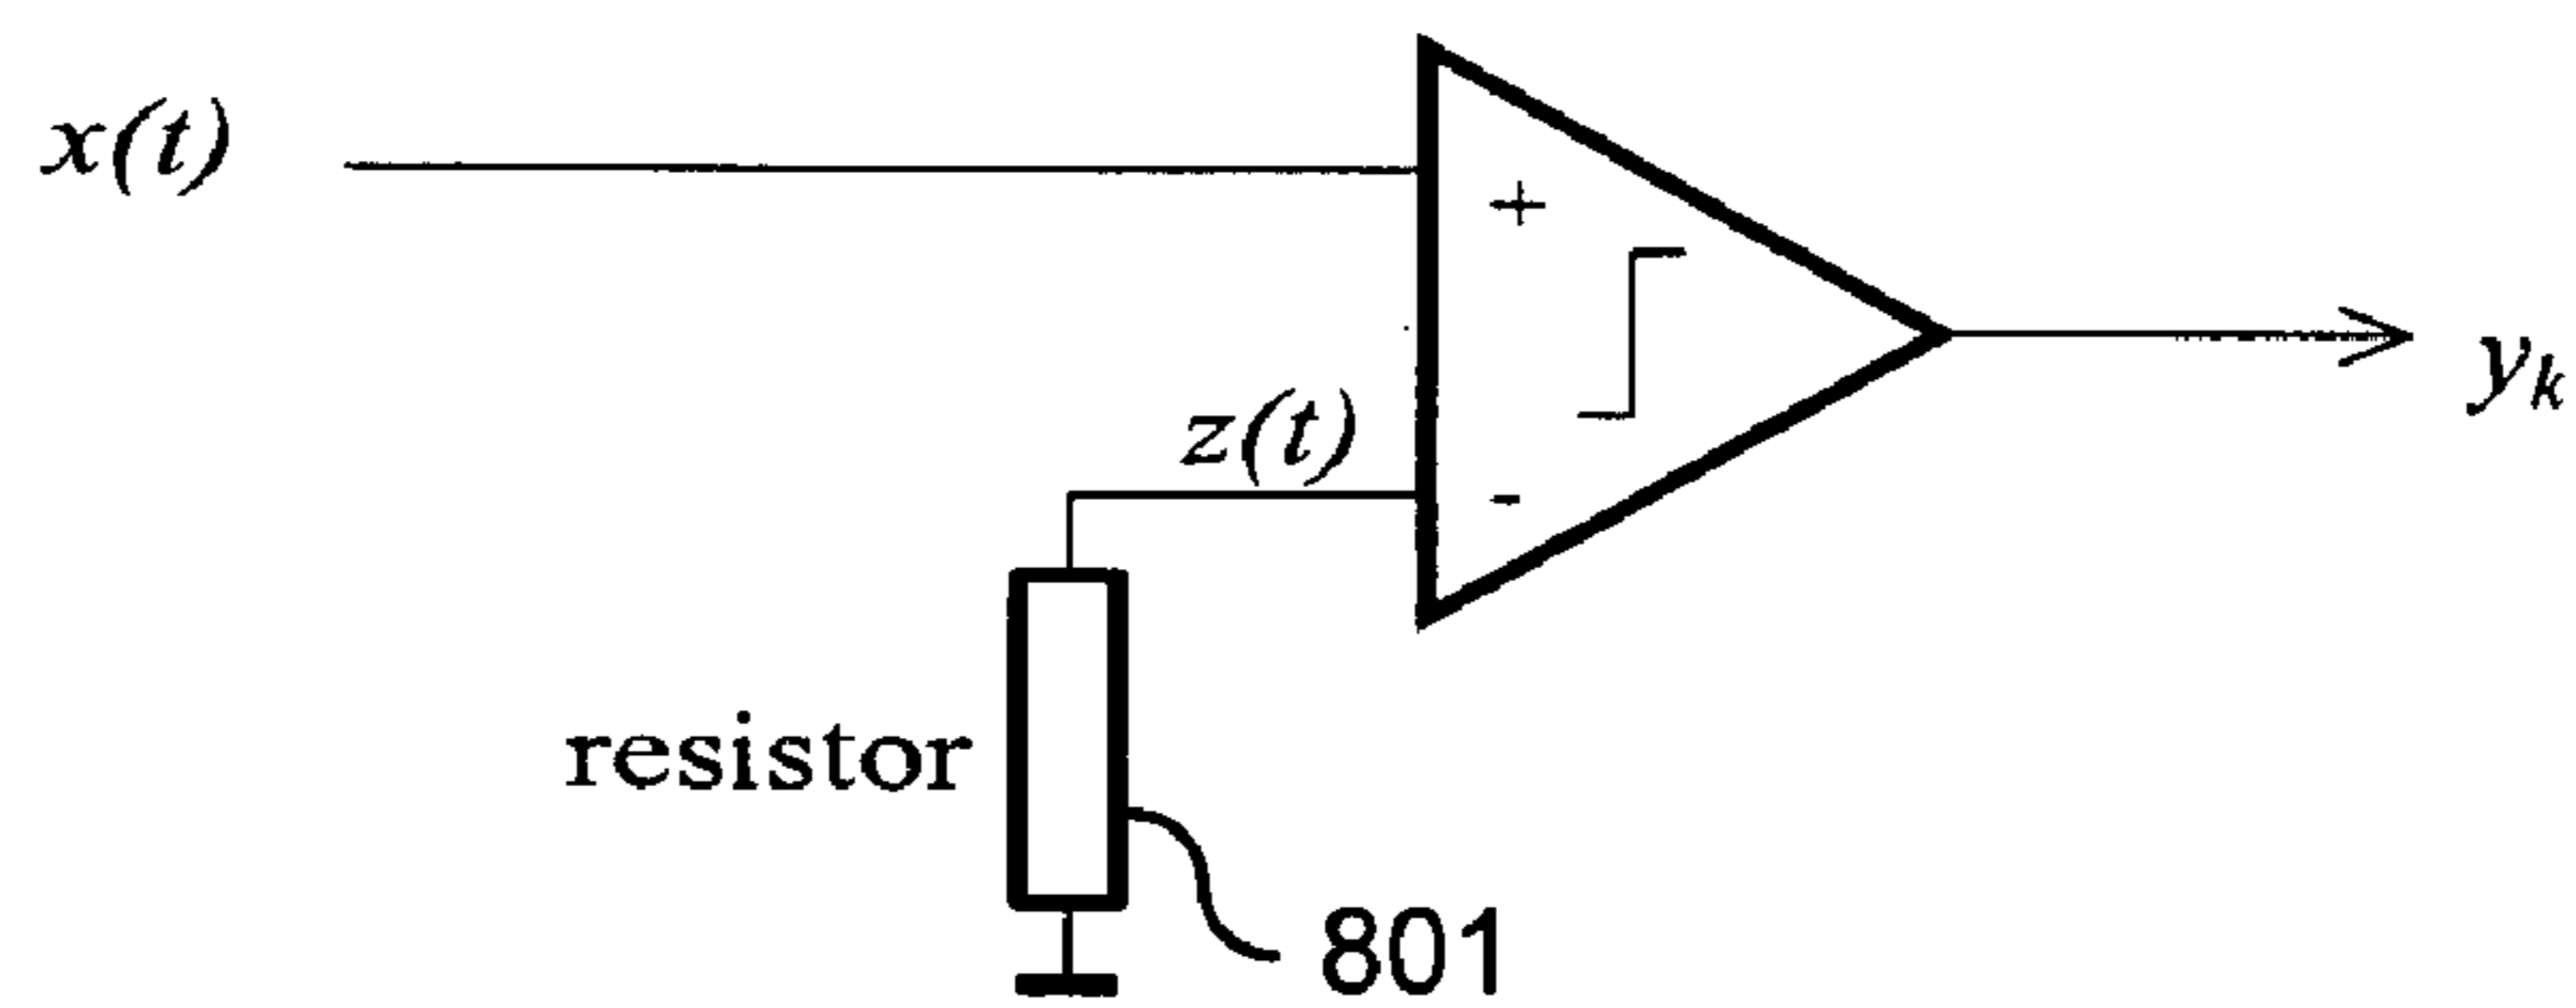 x(t)
+
y_k
z(t)
-
resistor
801